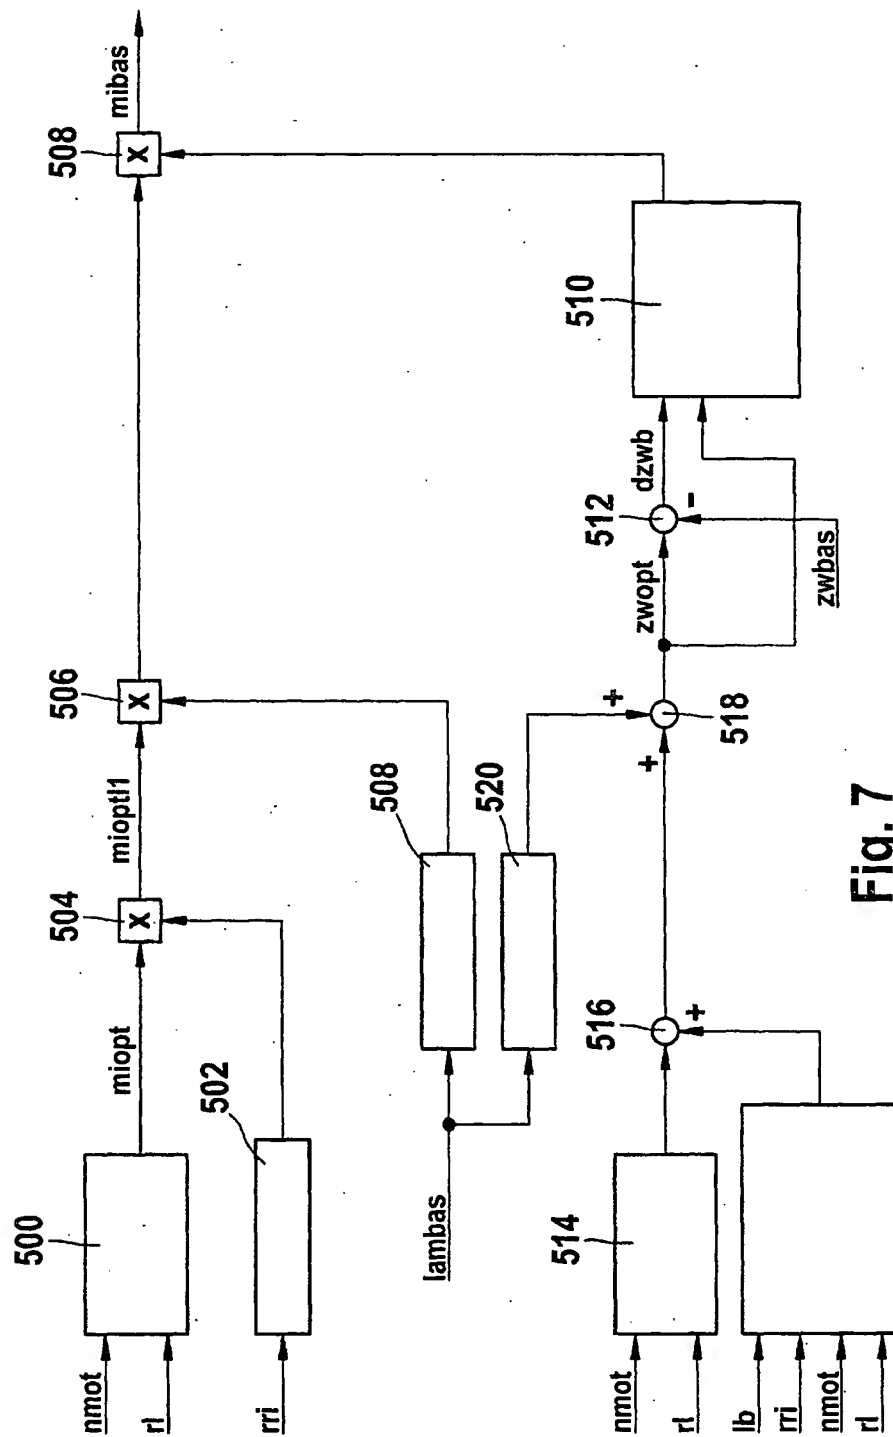 508
mibas
X
506
X
504
mioptl1
X
miopt
500
nmot
rl
502
rri
508
520
lambas
510
512
dzwb
zwopt
-
zwbas
+
+
518
516
+
514
nmot
rl
lb
rri
nmot
rl
Fig. 7